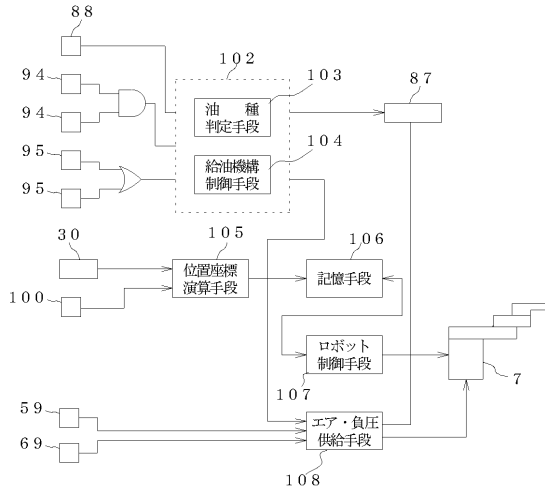 88
102
94
103
油　種
判定手段
87
94
104
95
給油機構
制御手段
95
105
106
30
位置座標
演算手段
記憶手段
100
ロボット
制御手段
107
7
59
エア・負圧
供給手段
69
108